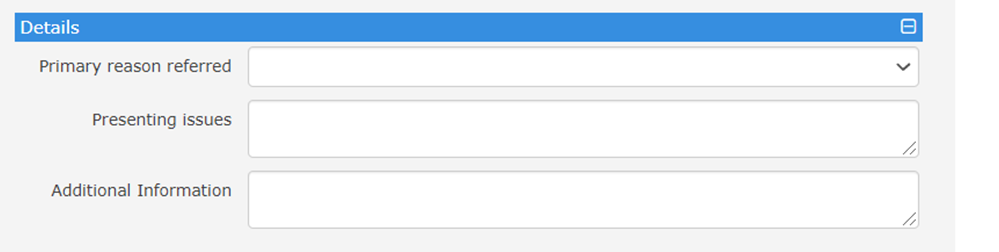 Details
Primary reason referred
Presenting issues
Additional Information